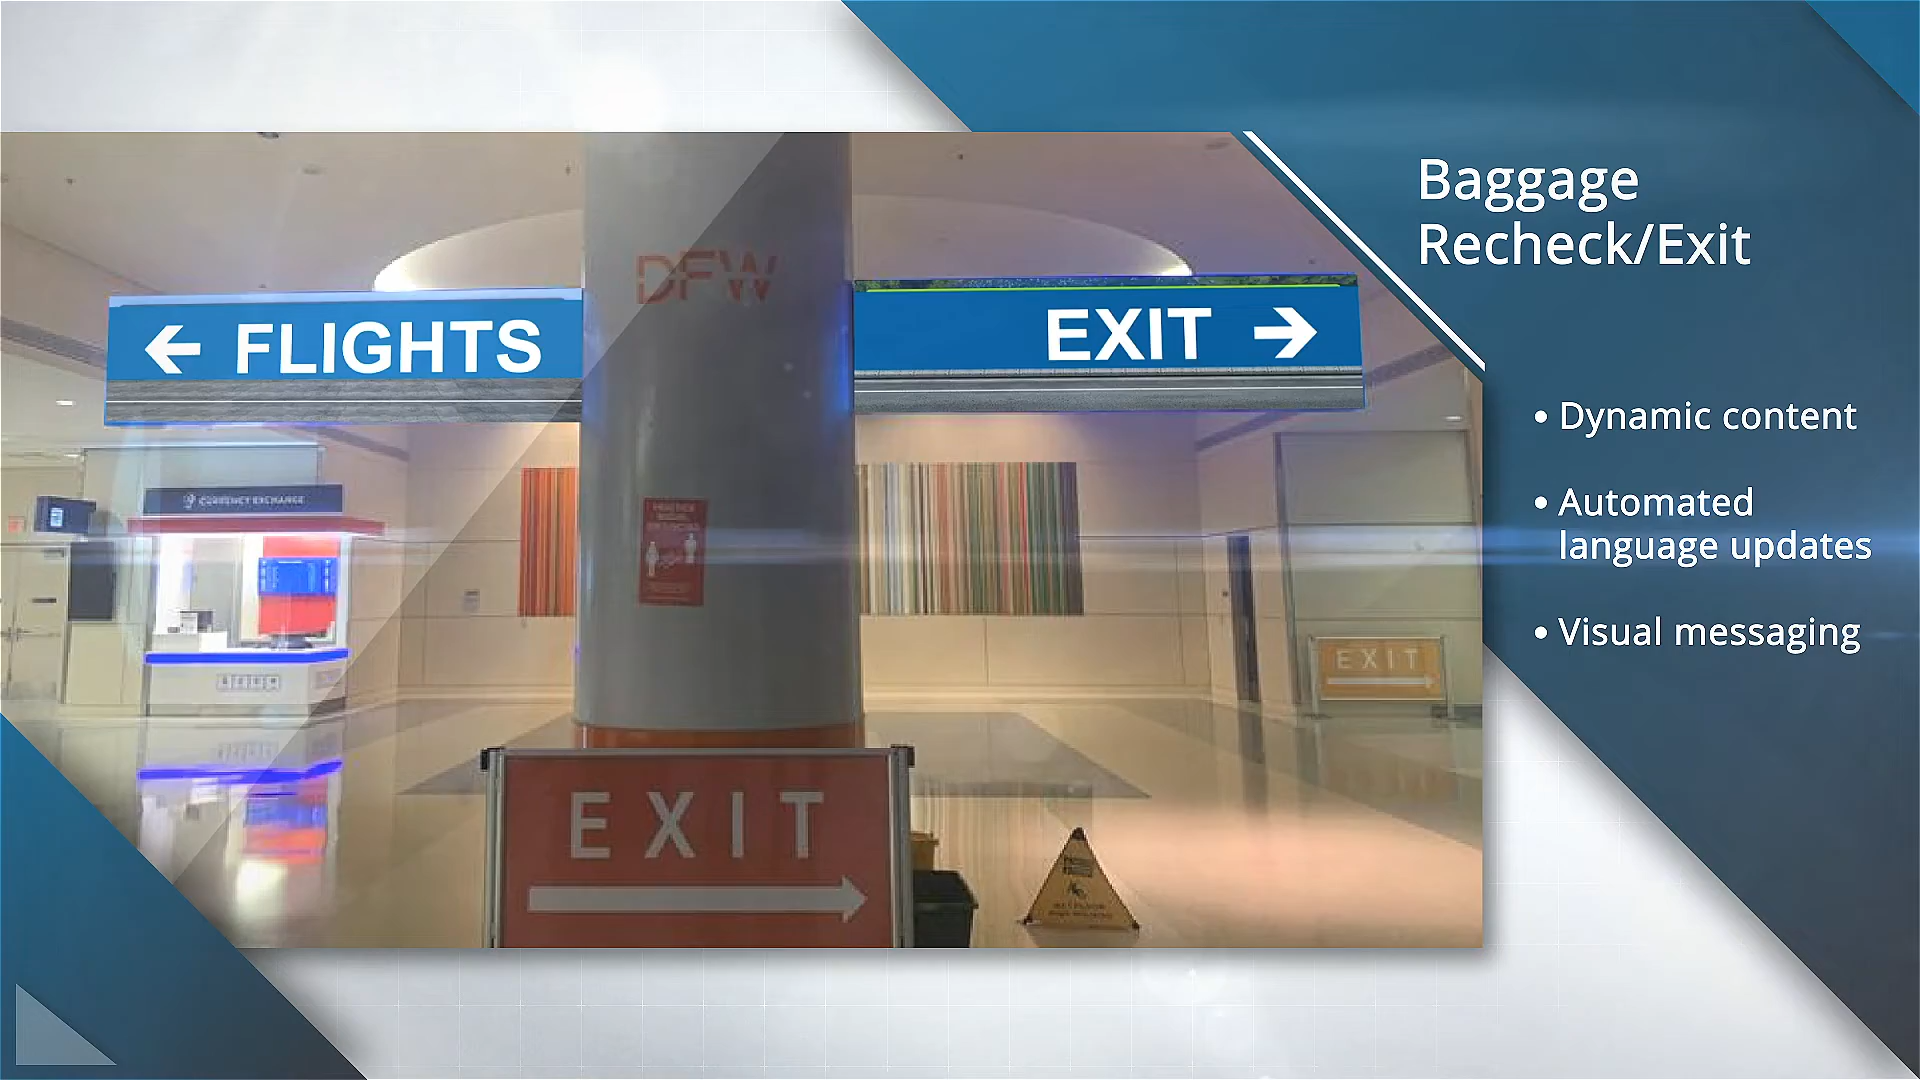 Baggage
Recheck/Exit
DFW
← FLIGHTS
EXIT →
• Dynamic content
• Automated
language updates
• Visual messaging
CURRENCY EXCHANGE
EXIT
EXIT